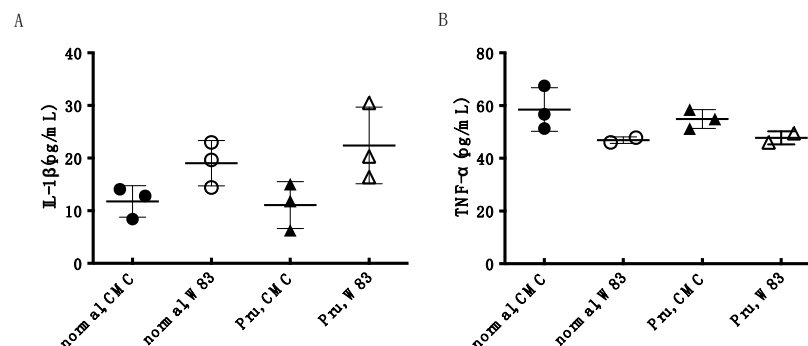 A
B
IL-1β(pg/mL)
40
30
20
10
0
normal,CMC
normal,W83
Pru,CMC
Pru,W83
TNF-α (pg/mL)
80
60
40
20
0
normal,CMC
normal,W83
Pru,CMC
Pru,W83